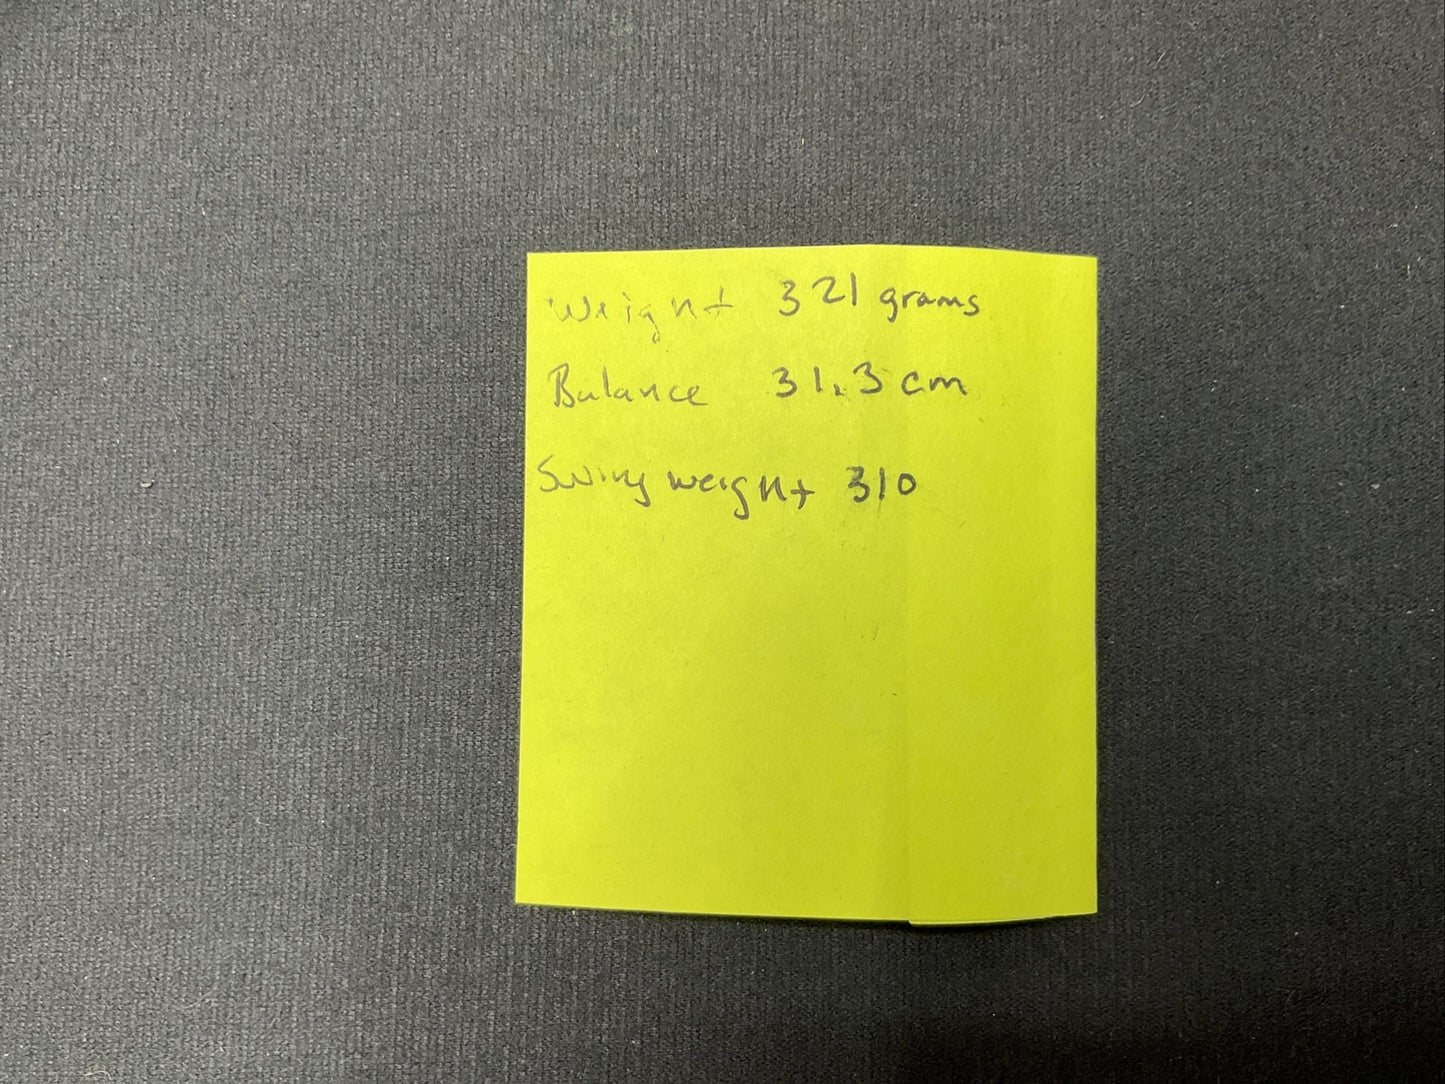 Weight 321 grams
Balance 31.3 cm
Swing weight 310